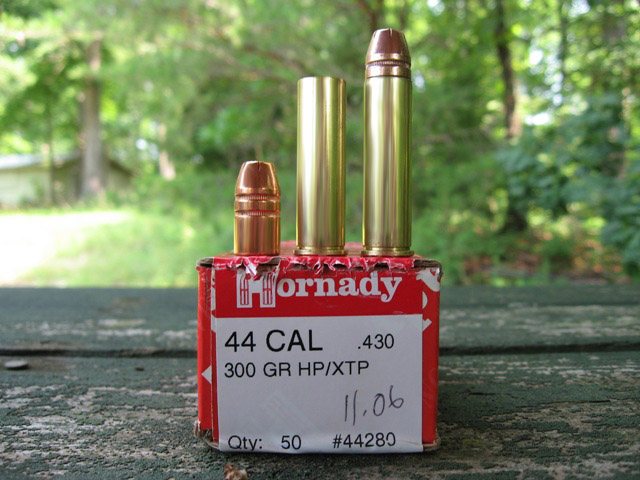 Hornady
44 CAL .430
300 GR HP/XTP
11.06
Qty: 50 #44280